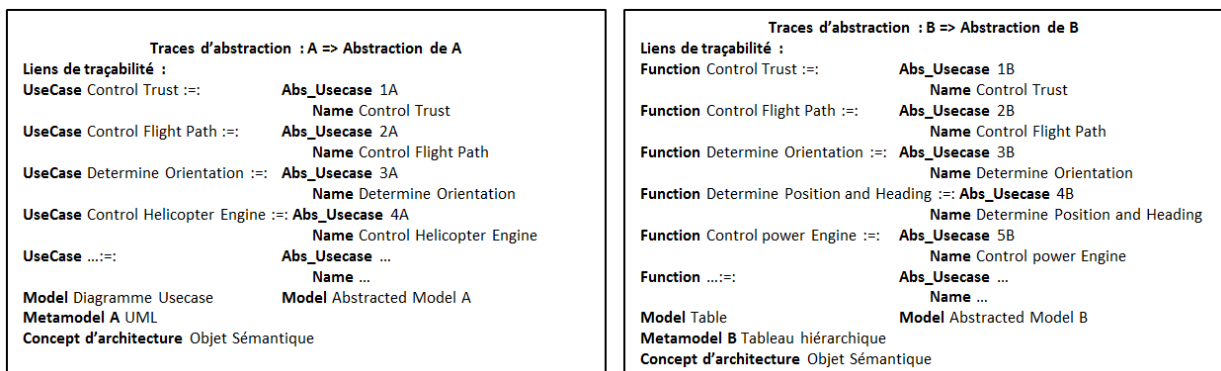 Traces d'abstraction : A => Abstraction de A
Liens de traçabilité :
UseCase Control Trust :=: Abs_Usecase 1A
Name Control Trust
UseCase Control Flight Path :=: Abs_Usecase 2A
Name Control Flight Path
UseCase Determine Orientation :=: Abs_Usecase 3A
Name Determine Orientation
UseCase Control Helicopter Engine :=: Abs_Usecase 4A
Name Control Helicopter Engine
UseCase ...:=: Abs_Usecase ...
Name ...
Model Diagramme Usecase Model Abstracted Model A
Metamodel A UML
Concept d'architecture Objet Sémantique
Traces d'abstraction : B => Abstraction de B
Liens de traçabilité :
Function Control Trust :=: Abs_Usecase 1B
Name Control Trust
Function Control Flight Path :=: Abs_Usecase 2B
Name Control Flight Path
Function Determine Orientation :=: Abs_Usecase 3B
Name Determine Orientation
Function Determine Position and Heading :=: Abs_Usecase 4B
Name Determine Position and Heading
Function Control power Engine :=: Abs_Usecase 5B
Name Control power Engine
Function ...:=: Abs_Usecase ...
Name ...
Model Table Model Abstracted Model B
Metamodel B Tableau hiérarchique
Concept d'architecture Objet Sémantique